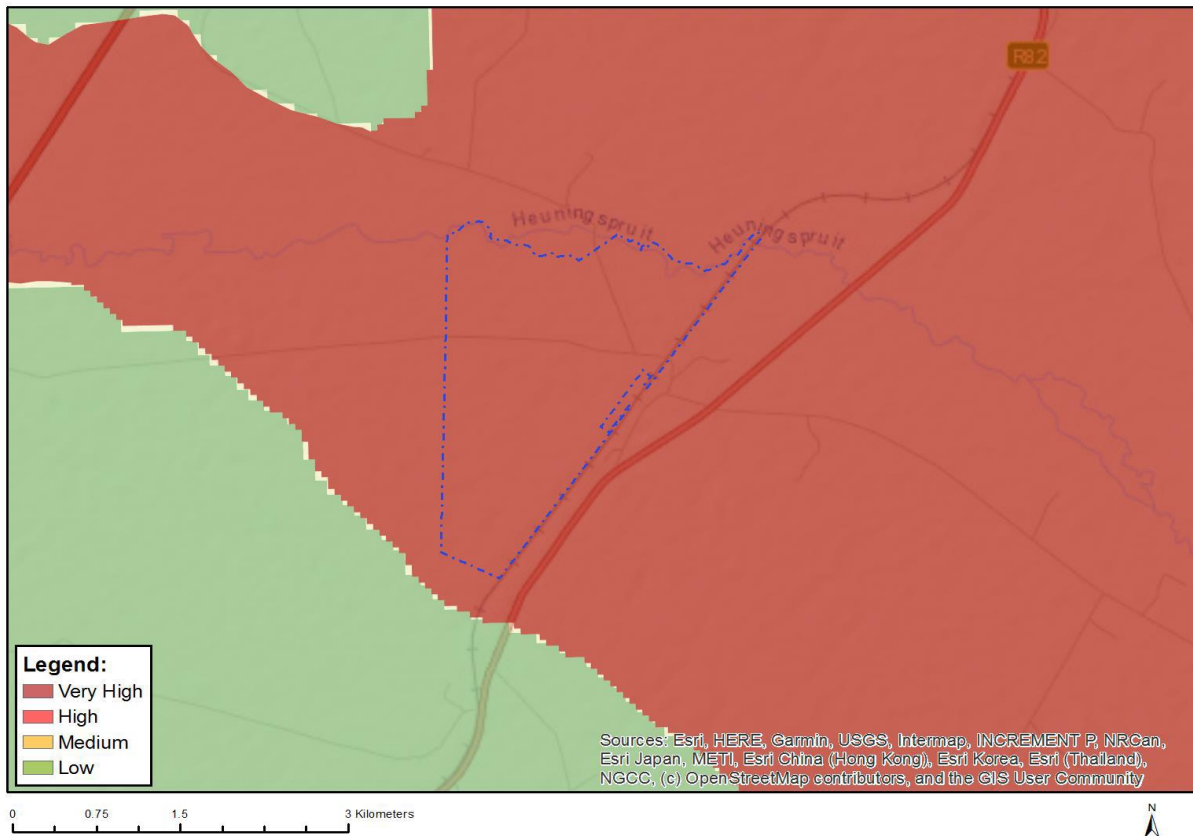 R82
Heuningspruit
Heuningspruit
Legend:
Very High
High
Medium
Low
Sources: Esri, HERE, Garmin, USGS, Intermap, INCREMENT P, NRCan,
Esri Japan, METI, Esri China (Hong Kong), Esri Korea, Esri (Thailand),
NGCC, (c) OpenStreetMap contributors, and the GIS User Community
0 0.75 1.5 3 Kilometers
N